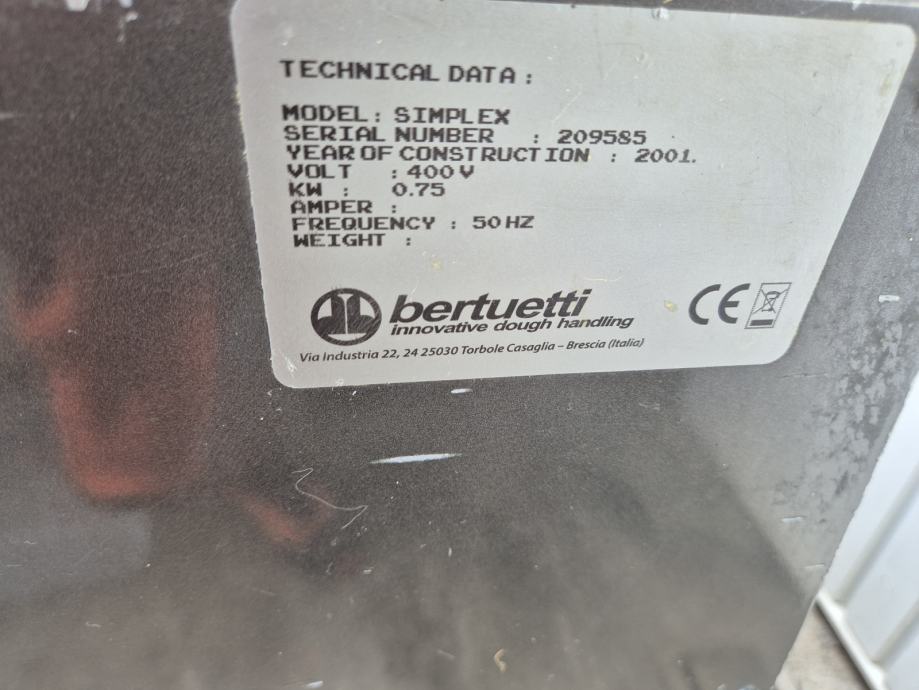 TECHNICAL DATA :
MODEL : SIMPLEX
SERIAL NUMBER : 209585
YEAR OF CONSTRUCTION : 2001.
VOLT : 400 V
KW : 0.75
AMPER :
FREQUENCY : 50 HZ
WEIGHT :
bertuetti
innovative dough handling
CE
Via Industria 22, 24 25030 Torbole Casaglia – Brescia (Italia)